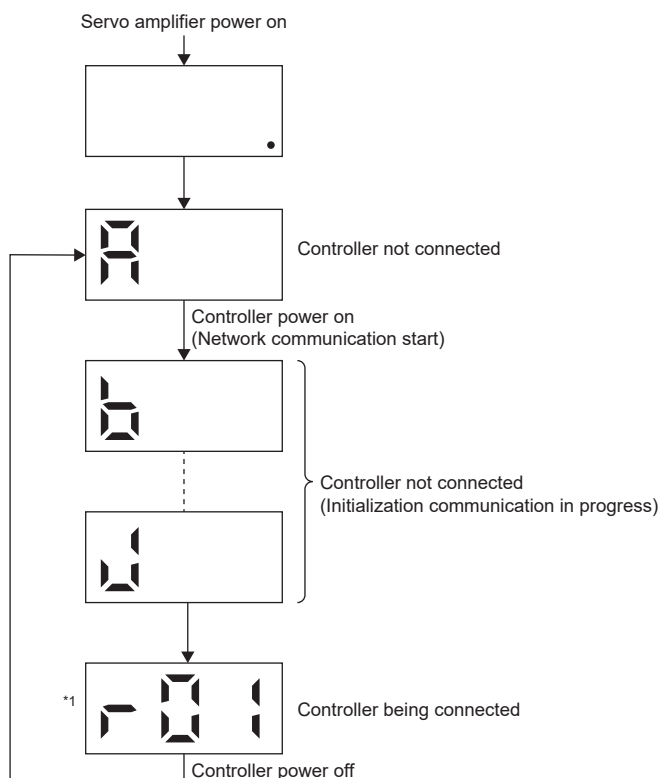 Servo amplifier power on
.
A
Controller not connected
Controller power on
(Network communication start)
b
Controller not connected
(Initialization communication in progress)
J
*1
r01
Controller being connected
Controller power off